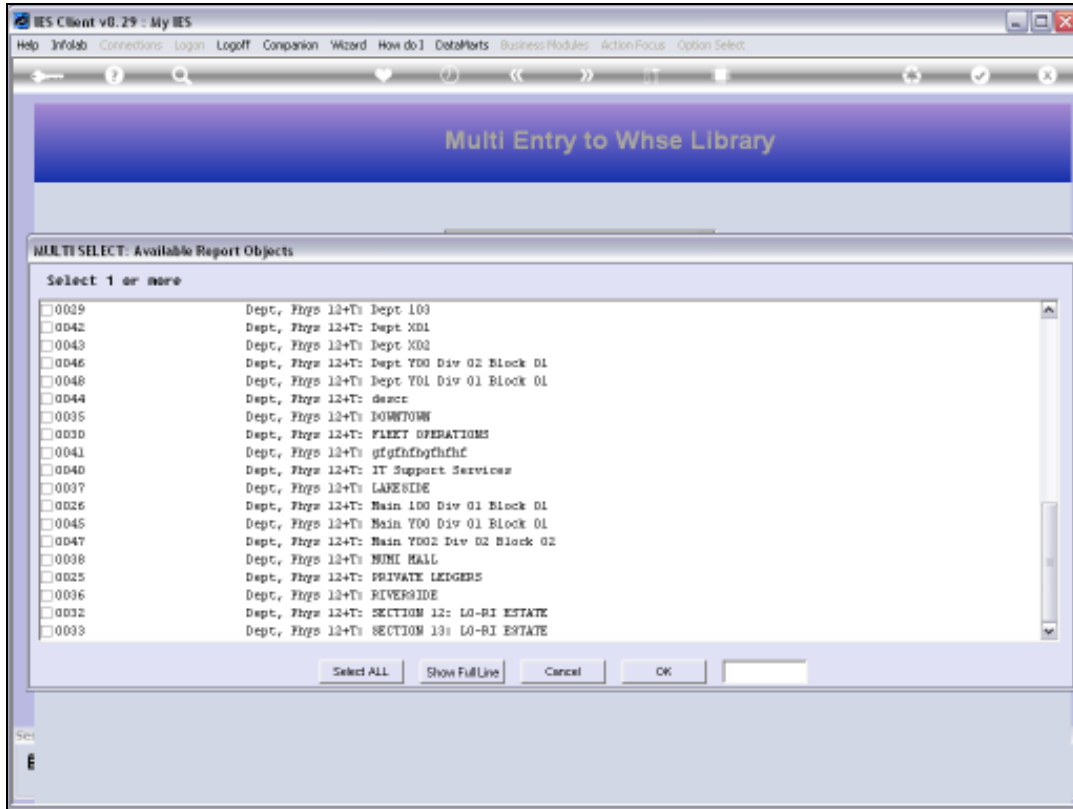 IES Client v8.29 : My IES
Help Infolab Connections Logon Logoff Companion Wizard How do I DataMarts Business Modules Action Focus Option Select
Multi Entry to Whse Library
MULTI SELECT: Available Report Objects
Select 1 or more
0029 Dept, Phys 12+T: Dept 103
0042 Dept, Phys 12+T: Dept X01
0043 Dept, Phys 12+T: Dept X02
0046 Dept, Phys 12+T: Dept Y00 Div 02 Block 01
0048 Dept, Phys 12+T: Dept Y01 Div 01 Block 01
0044 Dept, Phys 12+T: descr
0035 Dept, Phys 12+T: DOWNTOWN
0030 Dept, Phys 12+T: FLEET OPERATIONS
0041 Dept, Phys 12+T: gfgfhfhgfhfhf
0040 Dept, Phys 12+T: IT Support Services
0037 Dept, Phys 12+T: LAKESIDE
0026 Dept, Phys 12+T: Main 100 Div 01 Block 01
0045 Dept, Phys 12+T: Main Y00 Div 01 Block 01
0047 Dept, Phys 12+T: Main Y002 Div 02 Block 02
0038 Dept, Phys 12+T: MUMI MALL
0025 Dept, Phys 12+T: PRIVATE LEDGERS
0036 Dept, Phys 12+T: RIVERSIDE
0032 Dept, Phys 12+T: SECTION 12: LO-RI ESTATE
0033 Dept, Phys 12+T: SECTION 13: LO-RI ESTATE
Select ALL Show Full Line Cancel OK